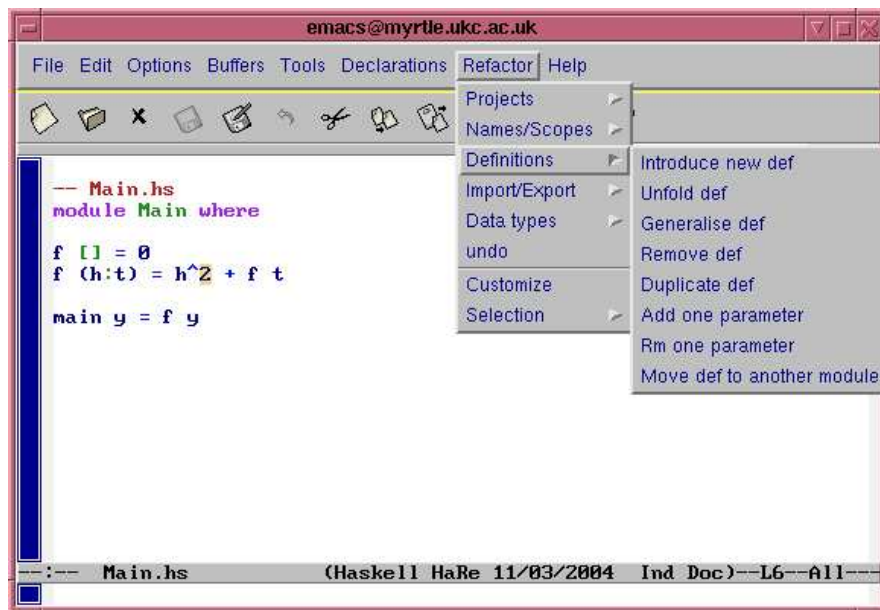 emacs@myrtle.ukc.ac.uk
File Edit Options Buffers Tools Declarations Refactor Help
Projects
Names/Scopes
Definitions
Import/Export
Data types
undo
Customize
Selection
Introduce new def
Unfold def
Generalise def
Remove def
Duplicate def
Add one parameter
Rm one parameter
Move def to another module
-- Main.hs
module Main where
f [] = 0
f (h:t) = h^2 + f t
main y = f y
--:-- Main.hs (Haskell HaRe 11/03/2004 Ind Doc)--L6--All---